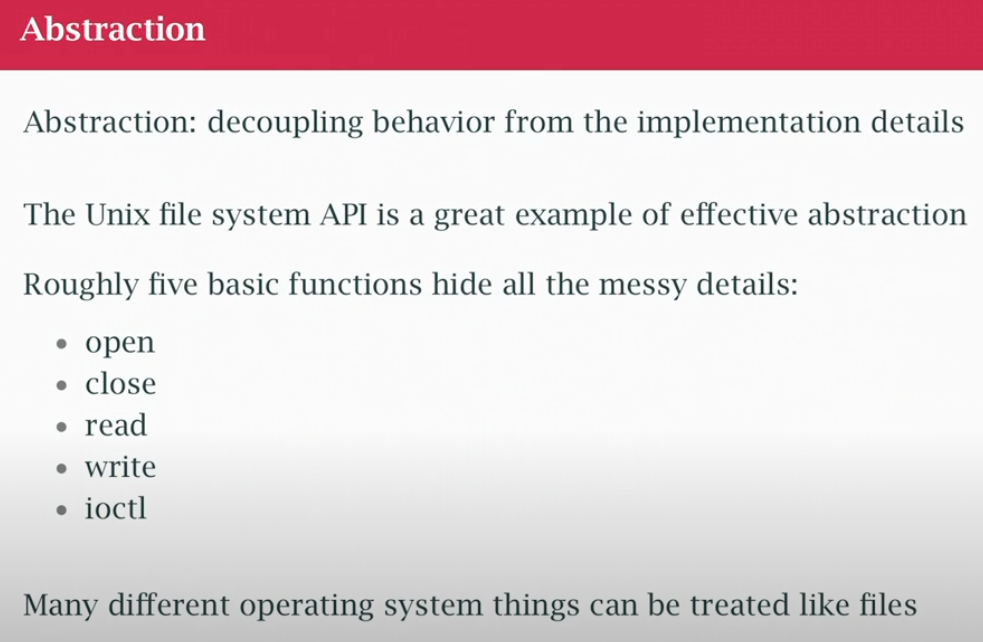 Abstraction
Abstraction: decoupling behavior from the implementation details
The Unix file system API is a great example of effective abstraction
Roughly five basic functions hide all the messy details:
• open
• close
• read
• write
• ioctl
Many different operating system things can be treated like files